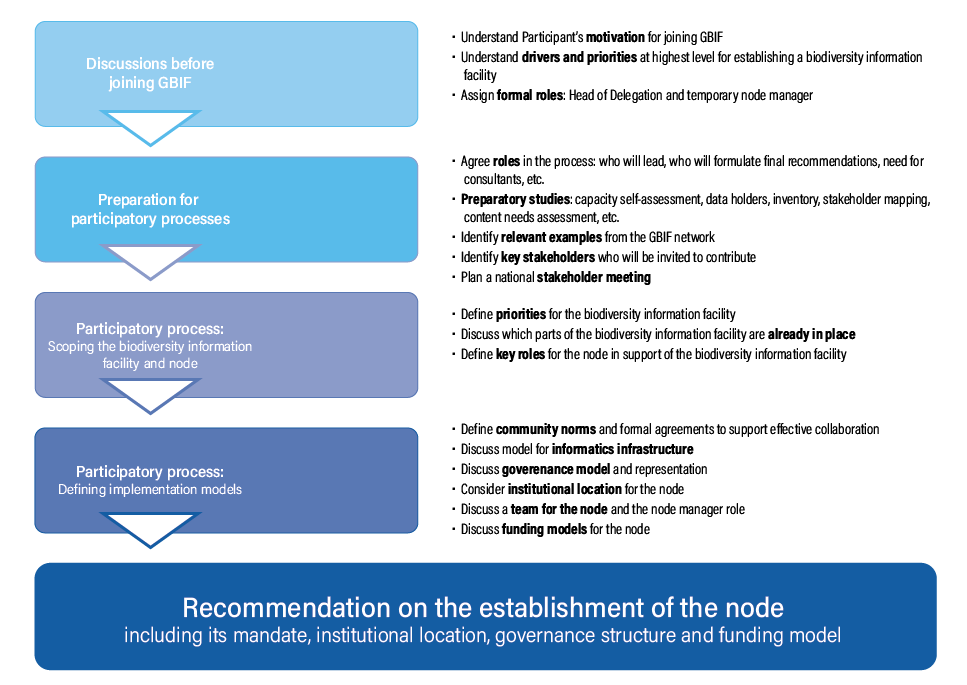 Discussions before
joining GBIF
· Understand Participant's motivation for joining GBIF
· Understand drivers and priorities at highest level for establishing a biodiversity information
facility
· Assign formal roles: Head of Delegation and temporary node manager
Preparation for
participatory processes
· Agree roles in the process: who will lead, who will formulate final recommendations, need for
consultants, etc.
· Preparatory studies: capacity self-assessment, data holders, inventory, stakeholder mapping,
content needs assessment, etc.
· Identify relevant examples from the GBIF network
· Identify key stakeholders who will be invited to contribute
· Plan a national stakeholder meeting
Participatory process:
Scoping the biodiversity information
facility and node
· Define priorities for the biodiversity information facility
· Discuss which parts of the biodiversity information facility are already in place
· Define key roles for the node in support of the biodiversity information facility
Participatory process:
Defining implementation models
· Define community norms and formal agreements to support effective collaboration
· Discuss model for informatics infrastructure
· Discuss goverenance model and representation
· Consider institutional location for the node
· Discuss a team for the node and the node manager role
· Discuss funding models for the node
Recommendation on the establishment of the node
including its mandate, institutional location, governance structure and funding model